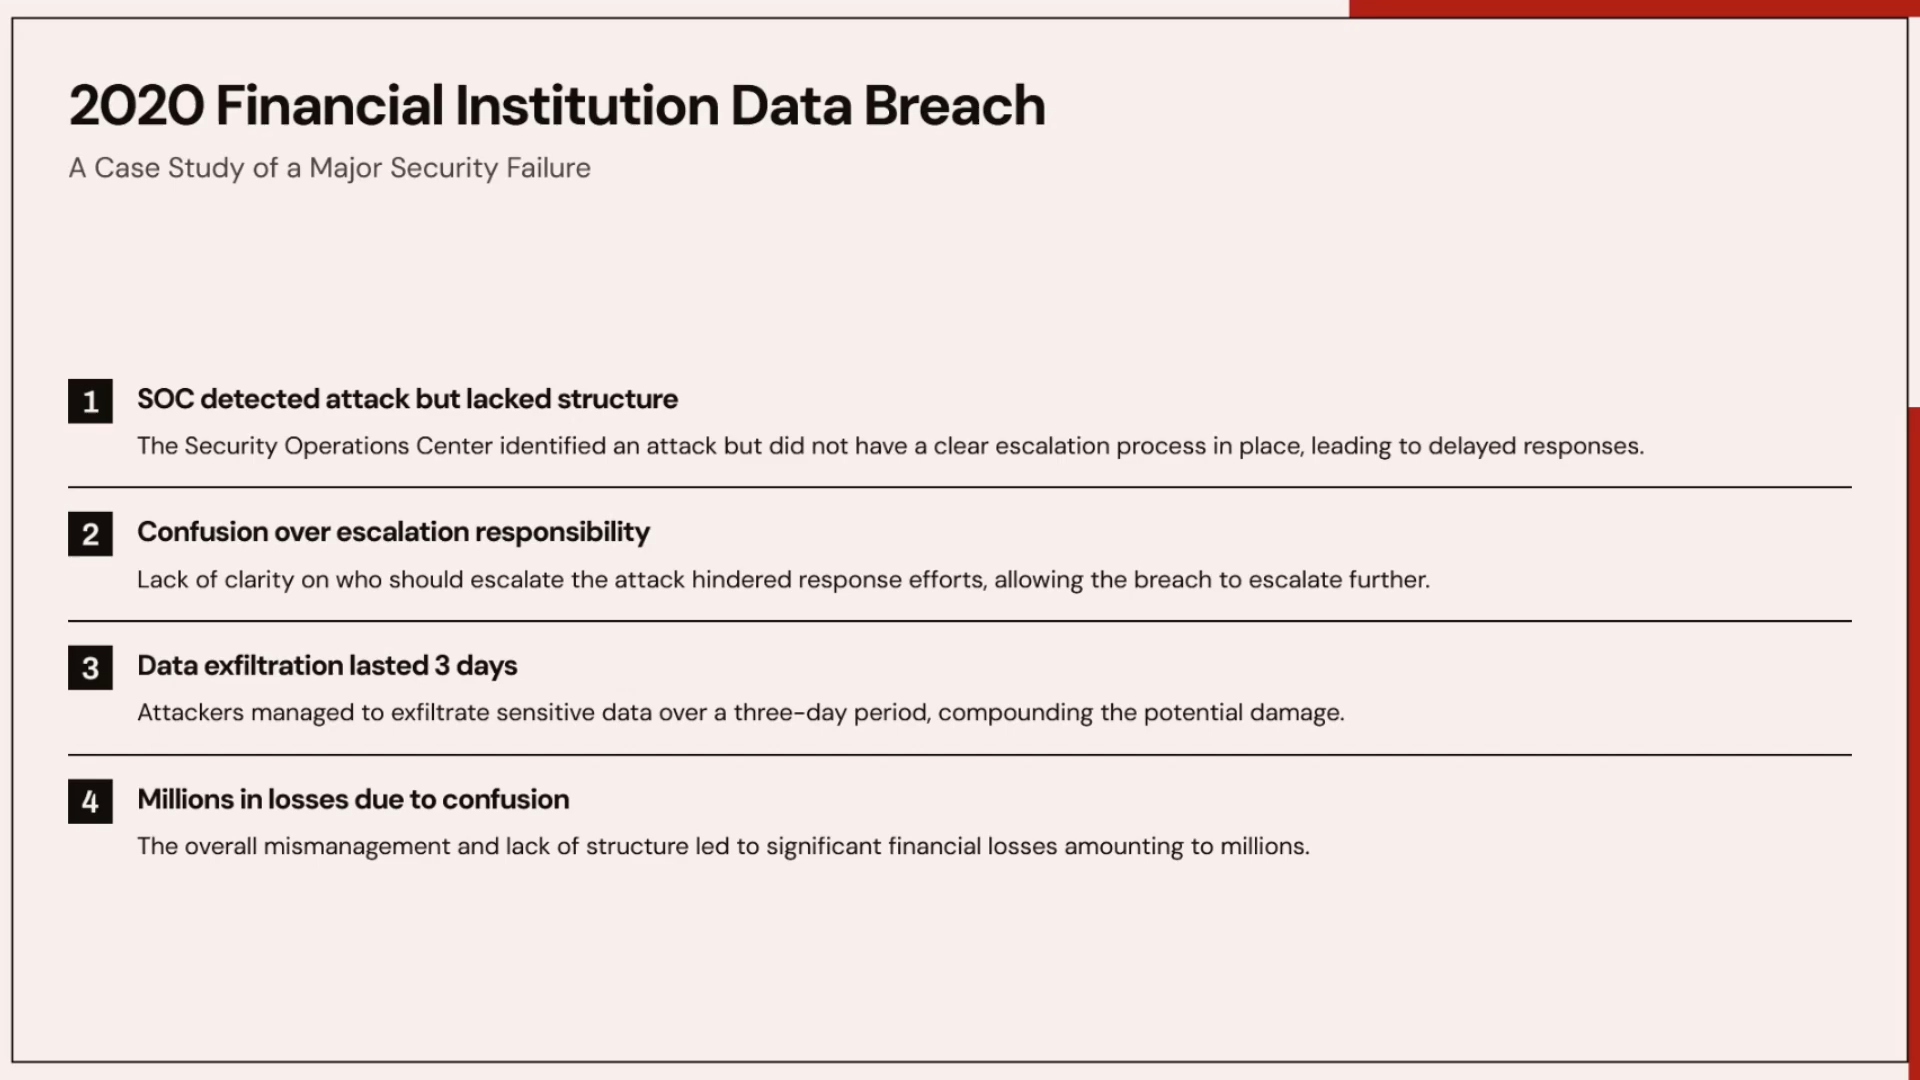 2020 Financial Institution Data Breach
A Case Study of a Major Security Failure
1 SOC detected attack but lacked structure
The Security Operations Center identified an attack but did not have a clear escalation process in place, leading to delayed responses.
2 Confusion over escalation responsibility
Lack of clarity on who should escalate the attack hindered response efforts, allowing the breach to escalate further.
3 Data exfiltration lasted 3 days
Attackers managed to exfiltrate sensitive data over a three-day period, compounding the potential damage.
4 Millions in losses due to confusion
The overall mismanagement and lack of structure led to significant financial losses amounting to millions.